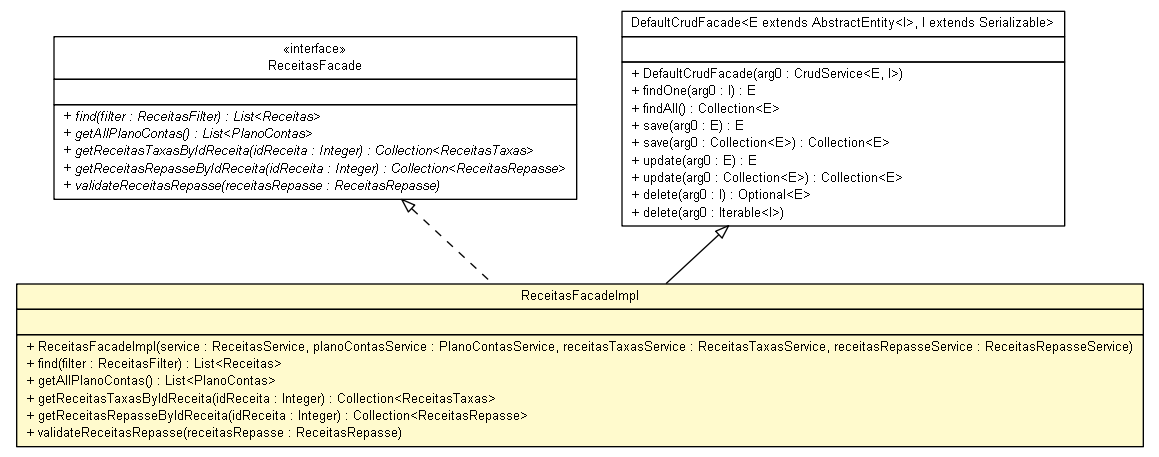 «interface»
ReceitasFacade
+ find(filter : ReceitasFilter) : List<Receitas>
+ getAllPlanoContas() : List<PlanoContas>
+ getReceitasTaxasByIdReceita(idReceita : Integer) : Collection<ReceitasTaxas>
+ getReceitasRepasseByIdReceita(idReceita : Integer) : Collection<ReceitasRepasse>
+ validateReceitasRepasse(receitasRepasse : ReceitasRepasse)
DefaultCrudFacade<E extends AbstractEntity<I>, I extends Serializable>
+ DefaultCrudFacade(arg0 : CrudService<E, I>)
+ findOne(arg0 : I) : E
+ findAll() : Collection<E>
+ save(arg0 : E) : E
+ save(arg0 : Collection<E>) : Collection<E>
+ update(arg0 : E) : E
+ update(arg0 : Collection<E>) : Collection<E>
+ delete(arg0 : I) : Optional<E>
+ delete(arg0 : Iterable<I>)
ReceitasFacadeImpl
+ ReceitasFacadeImpl(service : ReceitasService, planoContasService : PlanoContasService, receitasTaxasService : ReceitasTaxasService, receitasRepasseService : ReceitasRepasseService)
+ find(filter : ReceitasFilter) : List<Receitas>
+ getAllPlanoContas() : List<PlanoContas>
+ getReceitasTaxasByIdReceita(idReceita : Integer) : Collection<ReceitasTaxas>
+ getReceitasRepasseByIdReceita(idReceita : Integer) : Collection<ReceitasRepasse>
+ validateReceitasRepasse(receitasRepasse : ReceitasRepasse)